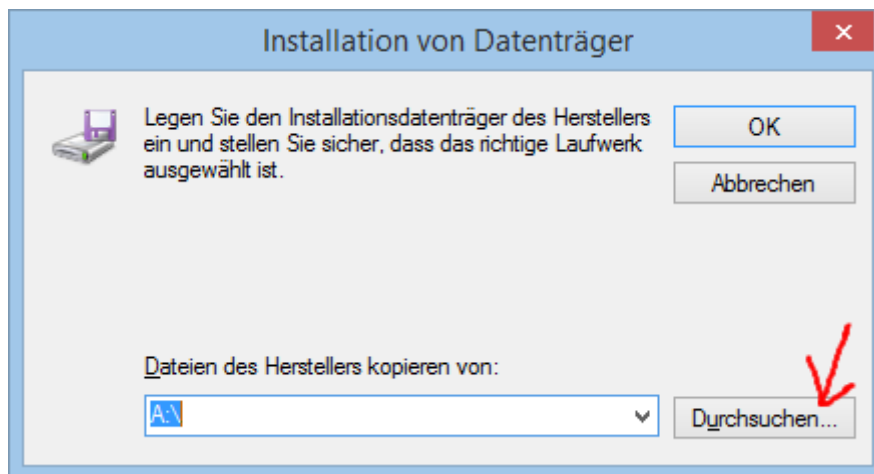 Installation von Datenträger
Legen Sie den Installationsdatenträger des Herstellers
ein und stellen Sie sicher, dass das richtige Laufwerk
ausgewählt ist.
OK
Abbrechen
Dateien des Herstellers kopieren von:
A:\
Durchsuchen...